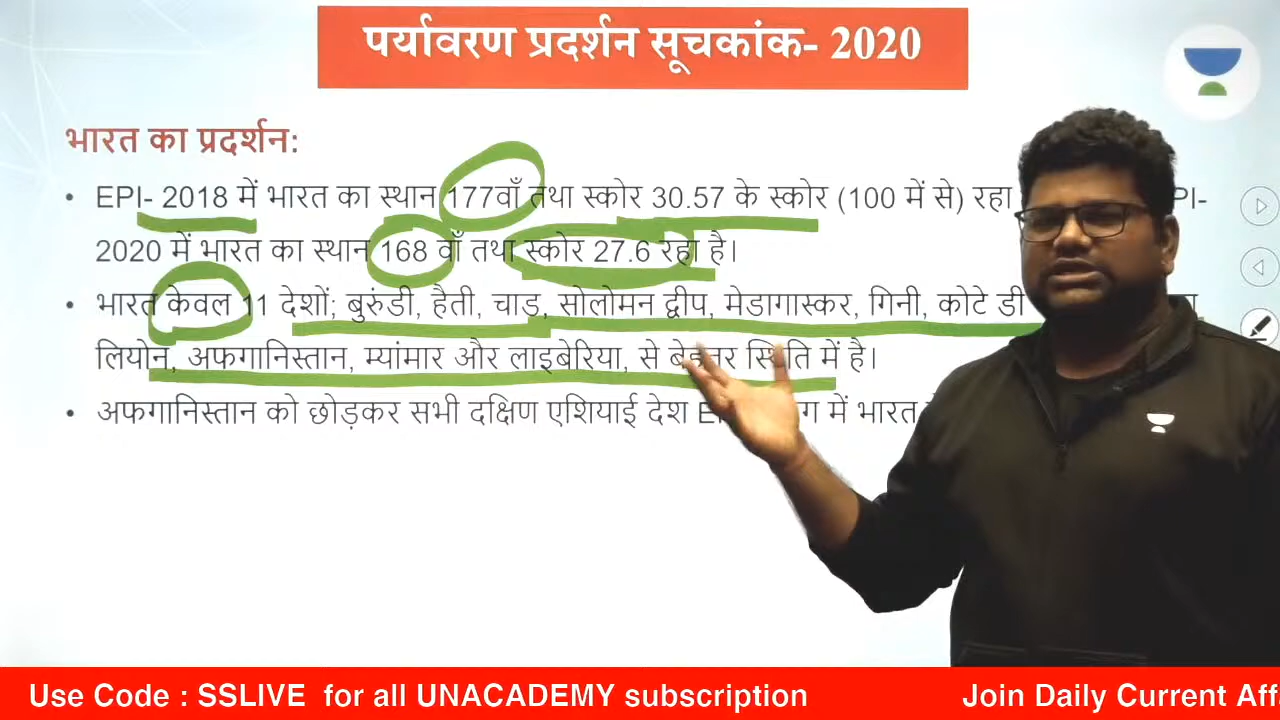 पर्यावरण प्रदर्शन सूचकांक- 2020
भारत का प्रदर्शन:
• EPI- 2018 में भारत का स्थान 177वाँ तथा स्कोर 30.57 के स्कोर (100 में से) रहा PI-
2020 में भारत का स्थान 168 वाँ तथा स्कोर 27.6 रहा है।
• भारत केवल 11 देशों; बुरुंडी, हैती, चाड, सोलोमन द्वीप, मेडागास्कर, गिनी, कोटे डी
लियोन, अफगानिस्तान, म्यांमार और लाइबेरिया, से बेहतर स्थिति में है।
• अफगानिस्तान को छोड़कर सभी दक्षिण एशियाई देश में भारत
Use Code : SSLIVE for all UNACADEMY subscription
Join Daily Current Aff